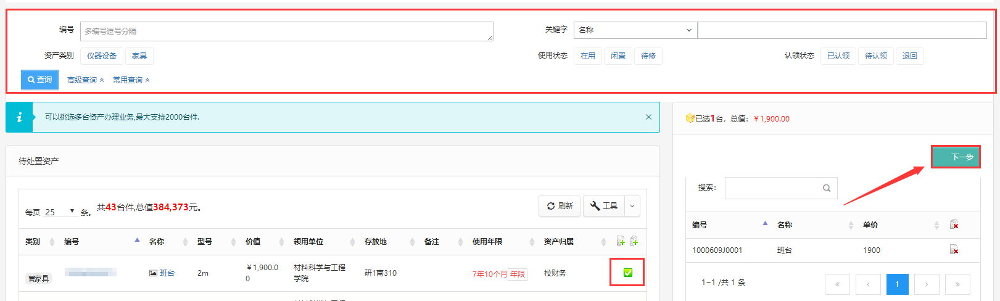 编号 多编号逗号分隔 关键字 名称
资产类别 仪器设备 家具 使用状态 在用 闲置 待修 认领状态 已认领 待认领 退回
查询 高级查询 常用查询
可以挑选多台资产办理业务,最大支持2000台件. ×
已选1台，总值：￥1,900.00
待处置资产
下一步
搜索：
每页 25 条。 共43台件,总值384,373元。 刷新 工具
类别 编号 名称 型号 价值 领用单位 存放地 备注 使用年限 资产归属
编号 名称 单价
1000609J0001 班台 1900
家具 班台 2m ￥1,900.0
0 材料科学与工程
学院 研1南310 7年10个月 年限 校财务
1~1 /共 1 条 « ‹ 1 › »